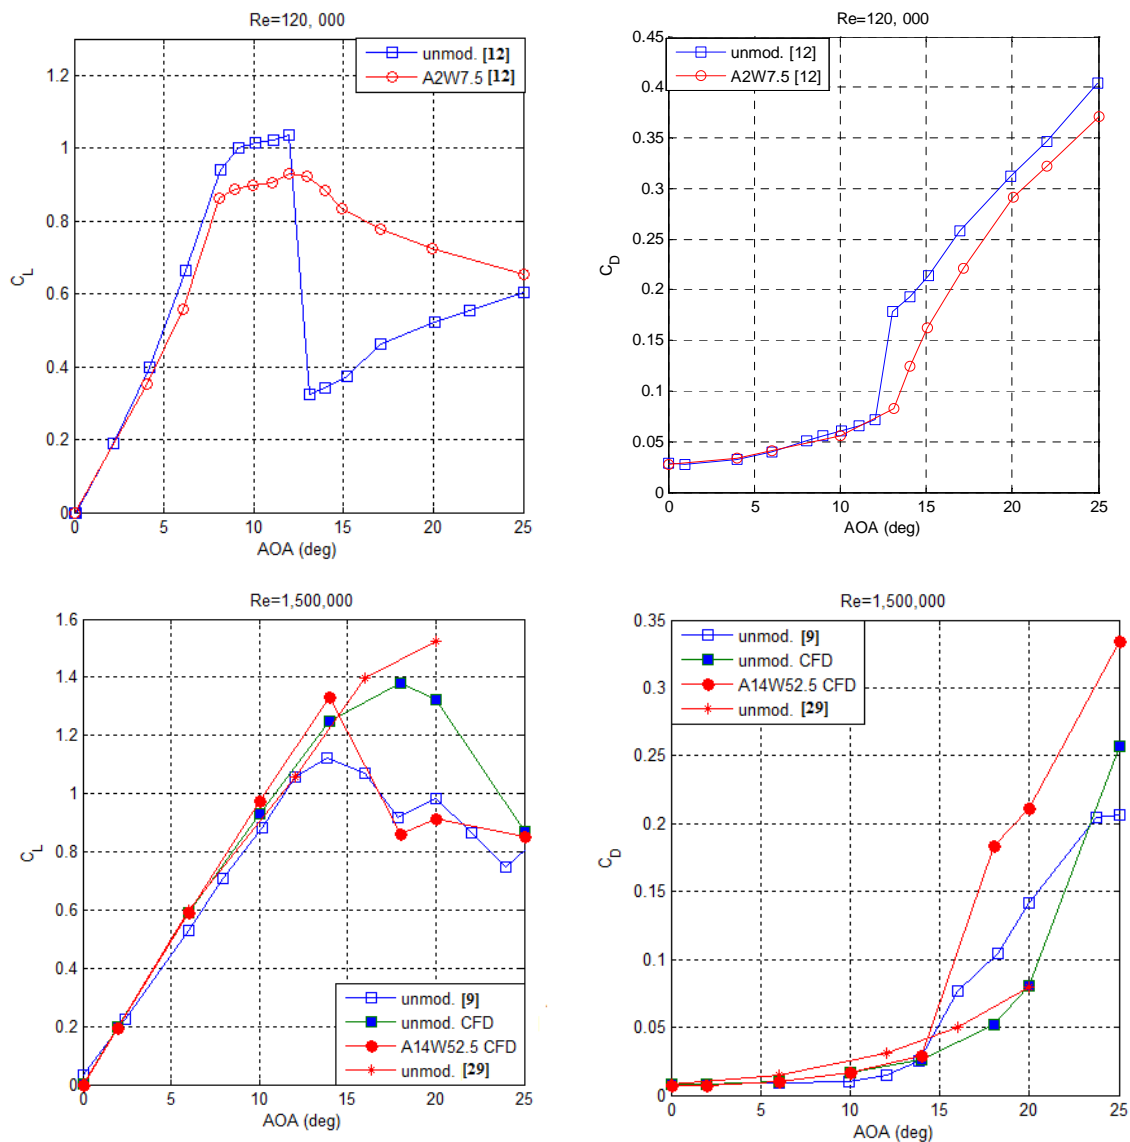 Re=120, 000
unmod. [12]
A2W7.5 [12]
1.2
1
0.8
0.6
0.4
0.2
0
C_L
0 5 10 15 20 25
AOA (deg)
Re=120, 000
unmod. [12]
A2W7.5 [12]
0.45
0.4
0.35
0.3
0.25
0.2
0.15
0.1
0.05
0
C_D
0 5 10 15 20 25
AOA (deg)
Re=1,500,000
1.6
1.4
1.2
1
0.8
0.6
0.4
0.2
0
C_L
unmod. [9]
unmod. CFD
A14W52.5 CFD
unmod. [29]
0 5 10 15 20 25
AOA (deg)
Re=1,500,000
unmod. [9]
unmod. CFD
A14W52.5 CFD
unmod. [29]
0.35
0.3
0.25
0.2
0.15
0.1
0.05
0
C_D
0 5 10 15 20 25
AOA (deg)